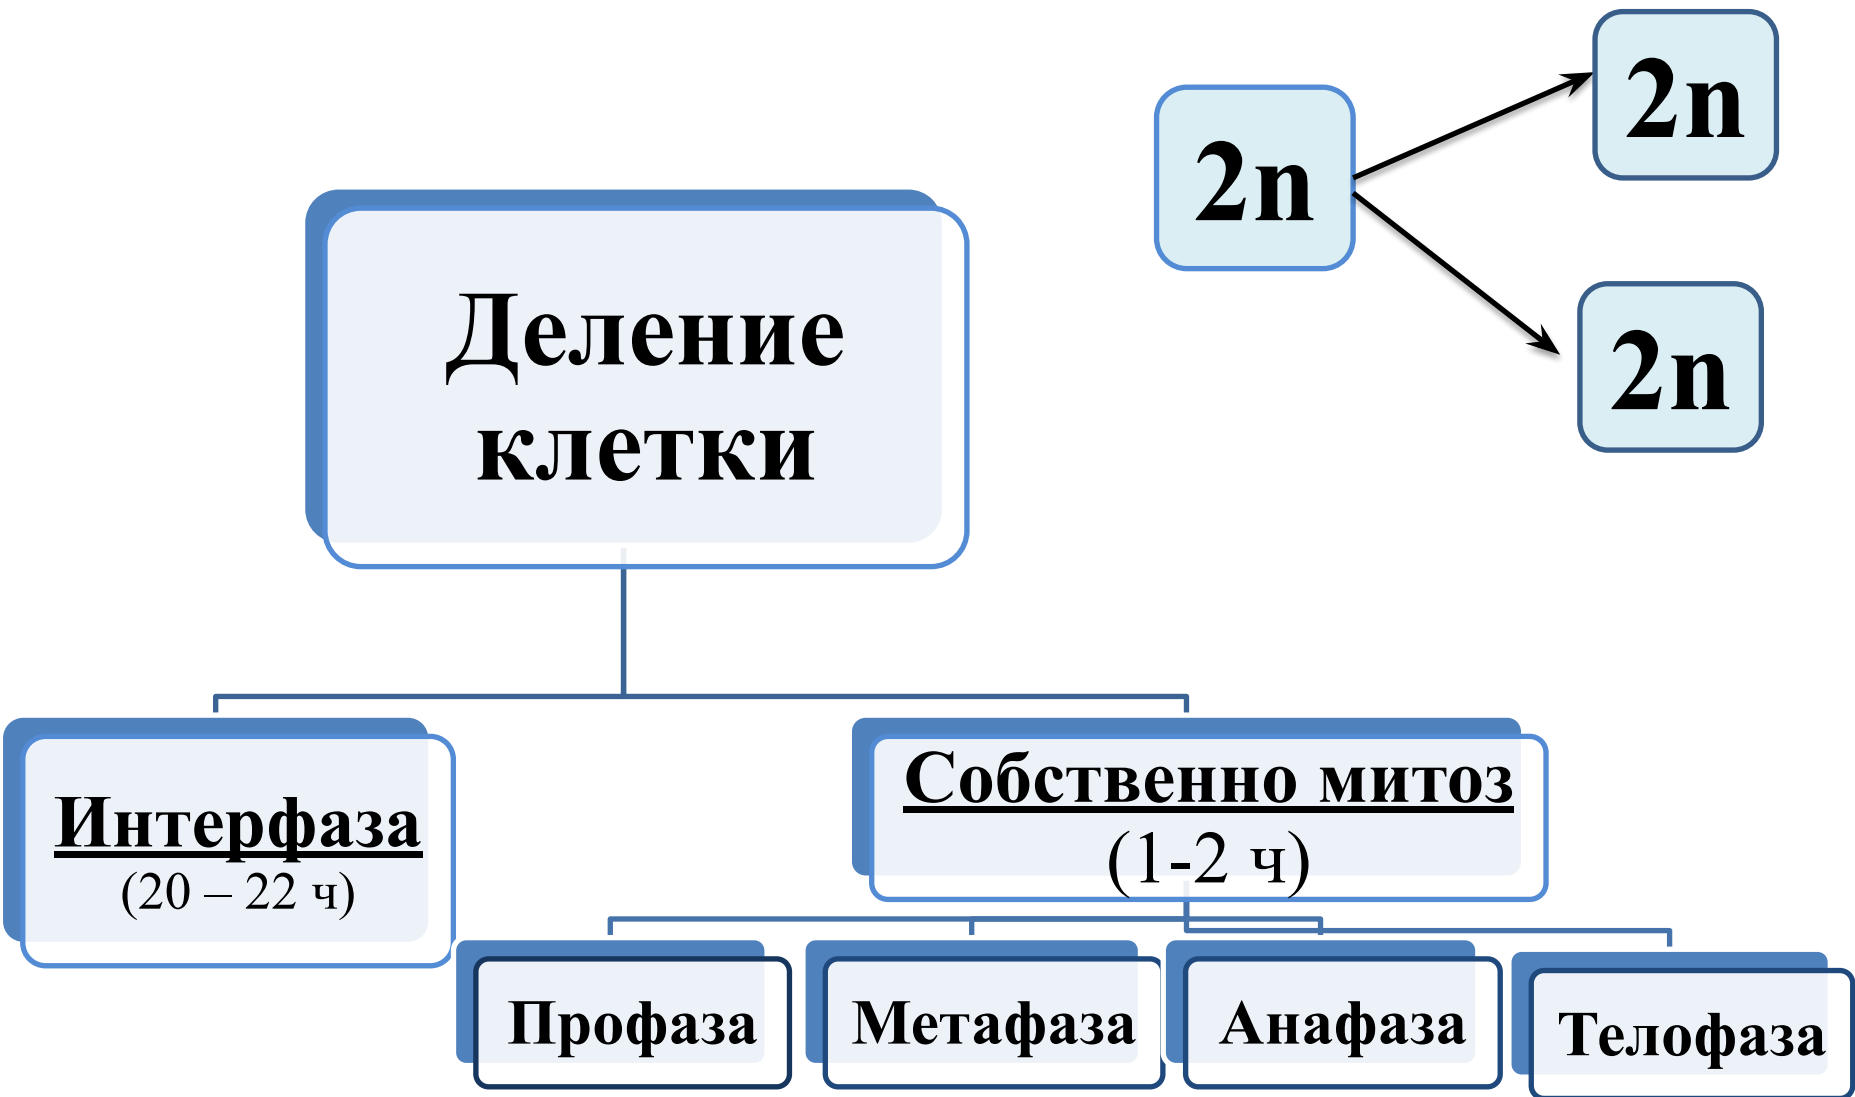 2n
2n
2n
Деление
клетки
Интерфаза
(20 – 22 ч)
Собственно митоз
(1-2 ч)
Профаза
Метафаза
Анафаза
Телофаза